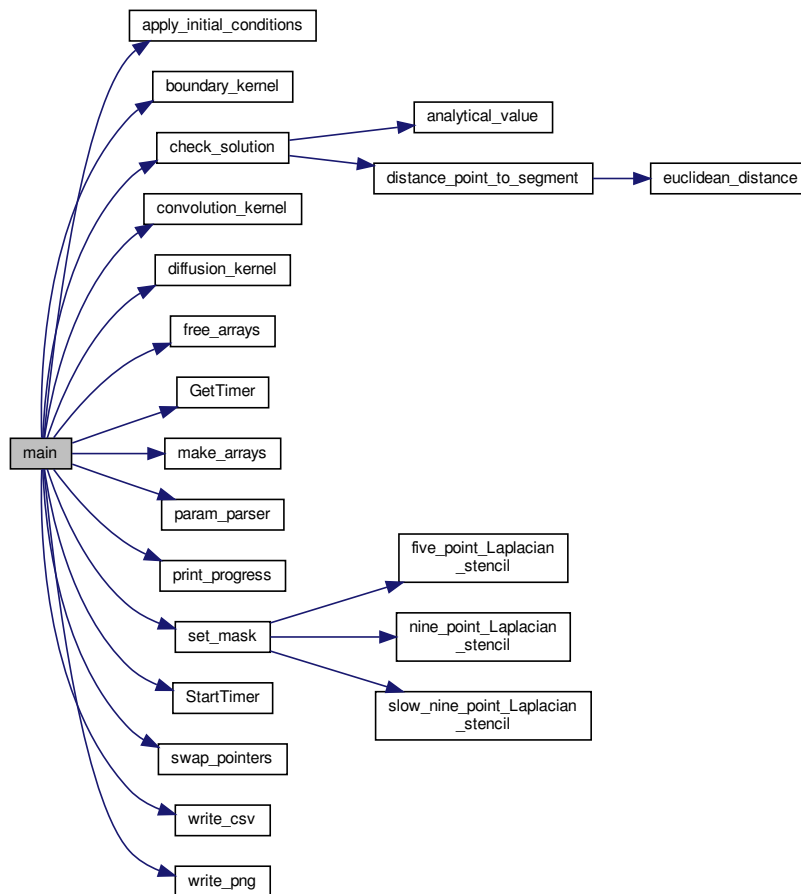 apply_initial_conditions
boundary_kernel
analytical_value
check_solution
distance_point_to_segment
euclidean_distance
convolution_kernel
diffusion_kernel
free_arrays
GetTimer
main
make_arrays
param_parser
print_progress
five_point_Laplacian
_stencil
set_mask
nine_point_Laplacian
_stencil
slow_nine_point_Laplacian
_stencil
StartTimer
swap_pointers
write_csv
write_png